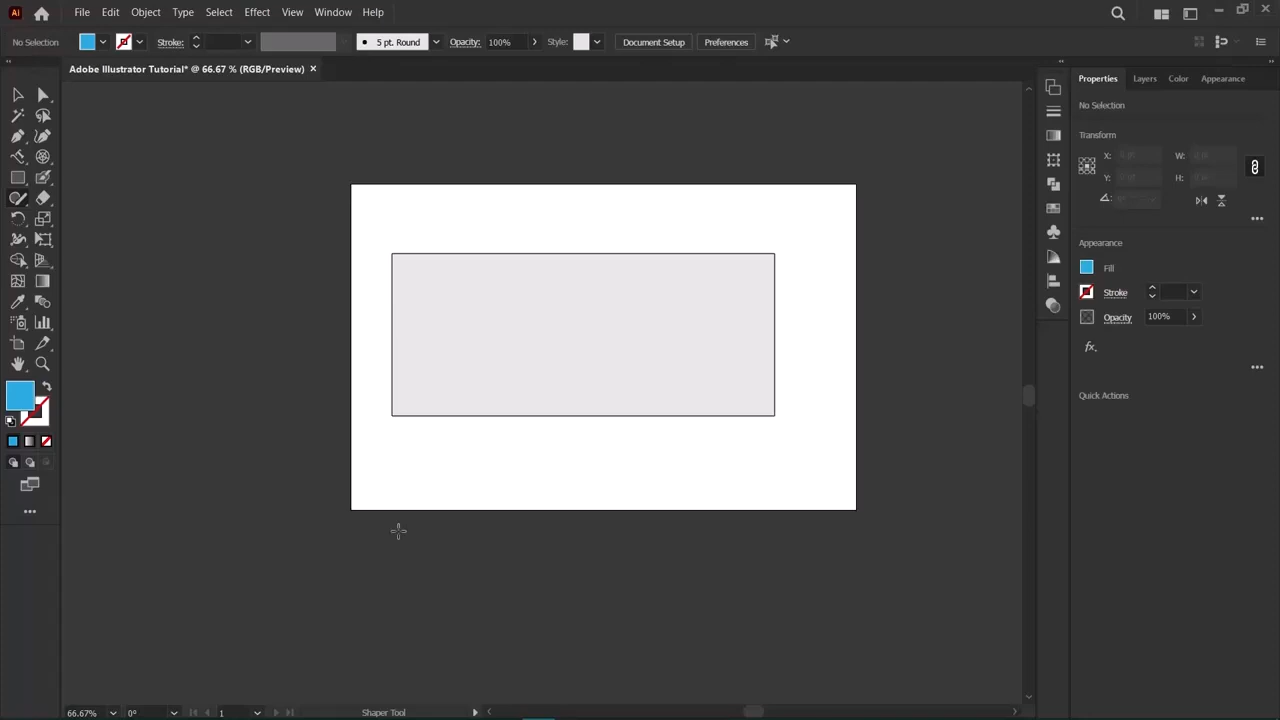 Ai File Edit Object Type Select Effect View Window Help
No Selection Stroke: 5 pt. Round Opacity: 100% Style: Document Setup Preferences
Adobe Illustrator Tutorial* @ 66.67 % (RGB/Preview) ×
Properties Layers Color Appearance
No Selection
Transform
X: W:
Y: H:
Appearance
Fill
Stroke
Opacity 100%
fx.
Quick Actions
66.67% 0° 1 Shaper Tool